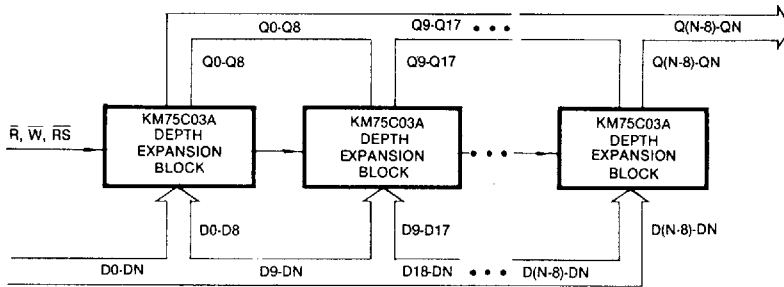 Q0-Q8 Q9-Q17 • • • Q(N-8)-QN
Q0-Q8 Q9-Q17 • • • Q(N-8)-QN
R̅, W̅, R̅S̅
KM75C03A
DEPTH
EXPANSION
BLOCK
KM75C03A
DEPTH
EXPANSION
BLOCK
• • •
KM75C03A
DEPTH
EXPANSION
BLOCK
D0-D8 D9-D17 D(N-8)-DN
D0-DN D9-DN D18-DN • • • D(N-8)-DN